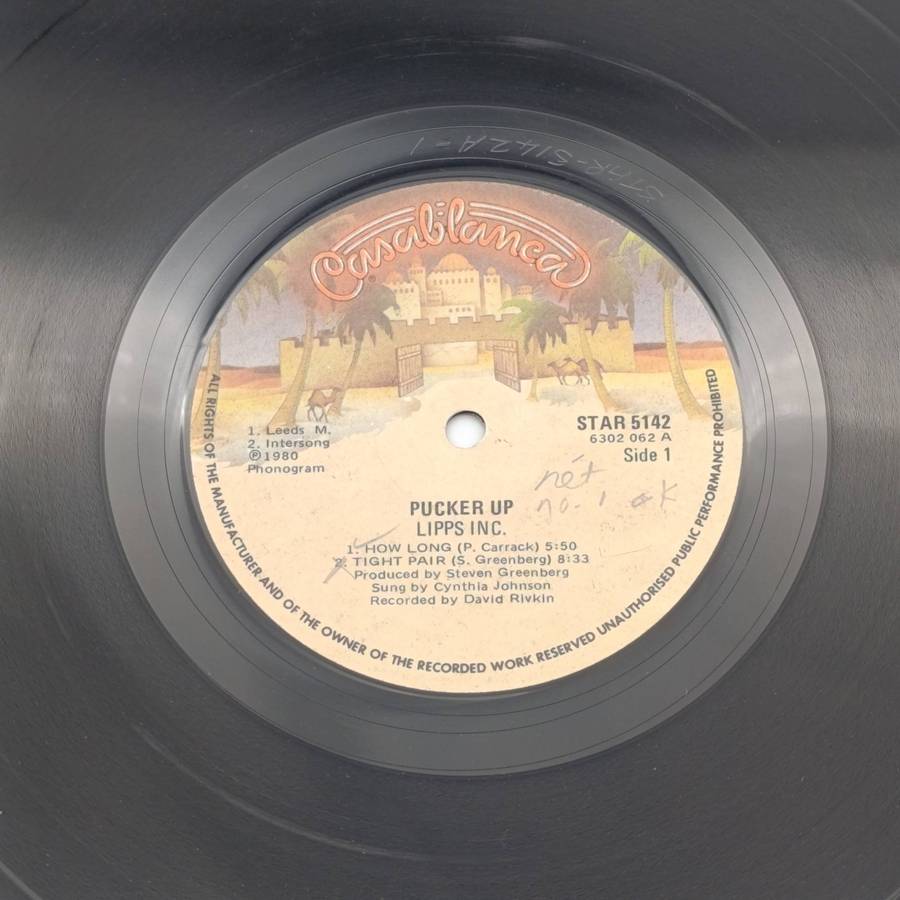 STAR-5142A-1
Casablanca
1. Leeds M.
2. Intersong
℗1980
Phonogram
STAR 5142
6302 062 A
Side 1
no. 1 ok
PUCKER UP
LIPPS INC.
1. HOW LONG (P. Carrack) 5:50
2. TIGHT PAIR (S. Greenberg) 8:33
Produced by Steven Greenberg
Sung by Cynthia Johnson
Recorded by David Rivkin
ALL RIGHTS OF THE MANUFACTURER AND OF THE OWNER OF THE RECORDED WORK RESERVED UNAUTHORISED PUBLIC PERFORMANCE PROHIBITED